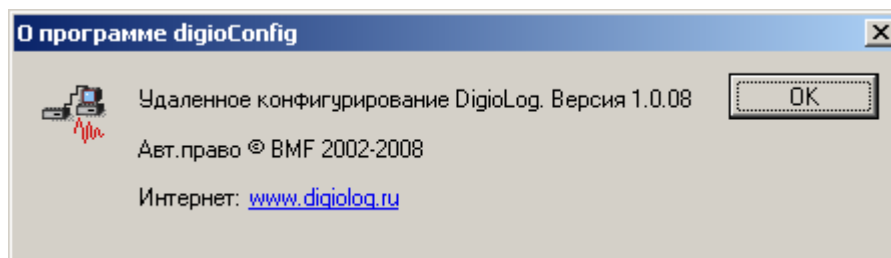 О программе digioConfig
Удаленное конфигурирование DigioLog. Версия 1.0.08
OK
Авт.право © BMF 2002-2008
Интернет: www.digiolog.ru